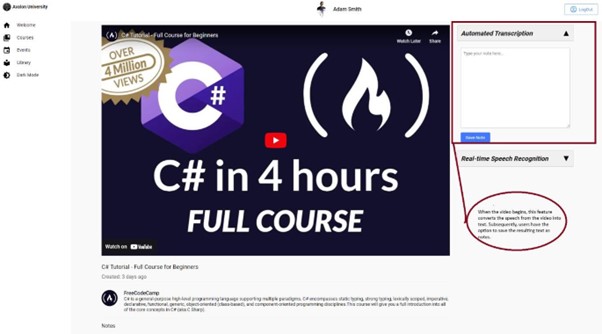 Avalon University
Adam Smith
Logout
Welcome
Courses
Events
Library
Dark Mode
C# Tutorial - Full Course for Beginners
Watch Later
Share
OVER
4 Million
VIEWS
C#
C# in 4 hours
FULL COURSE
Watch on YouTube
Automated Transcription
Type your note here...
Save Note
Real-time Speech Recognition
When the video begins, this feature
converts the speech from the video into
text. Subsequently, users have the
option to save the resulting text as
notes.
C# Tutorial - Full Course for Beginners
Created: 3 days ago
FreeCodeCamp
C# is a general-purpose high-level programming language supporting multiple paradigms. C# encompasses static typing, strong typing, lexically scoped, imperative,
declarative, functional, generic, object-oriented (class-based), and component-oriented programming disciplines.This course will give you a full introduction into all
of the core concepts in C# (aka C Sharp).
Notes